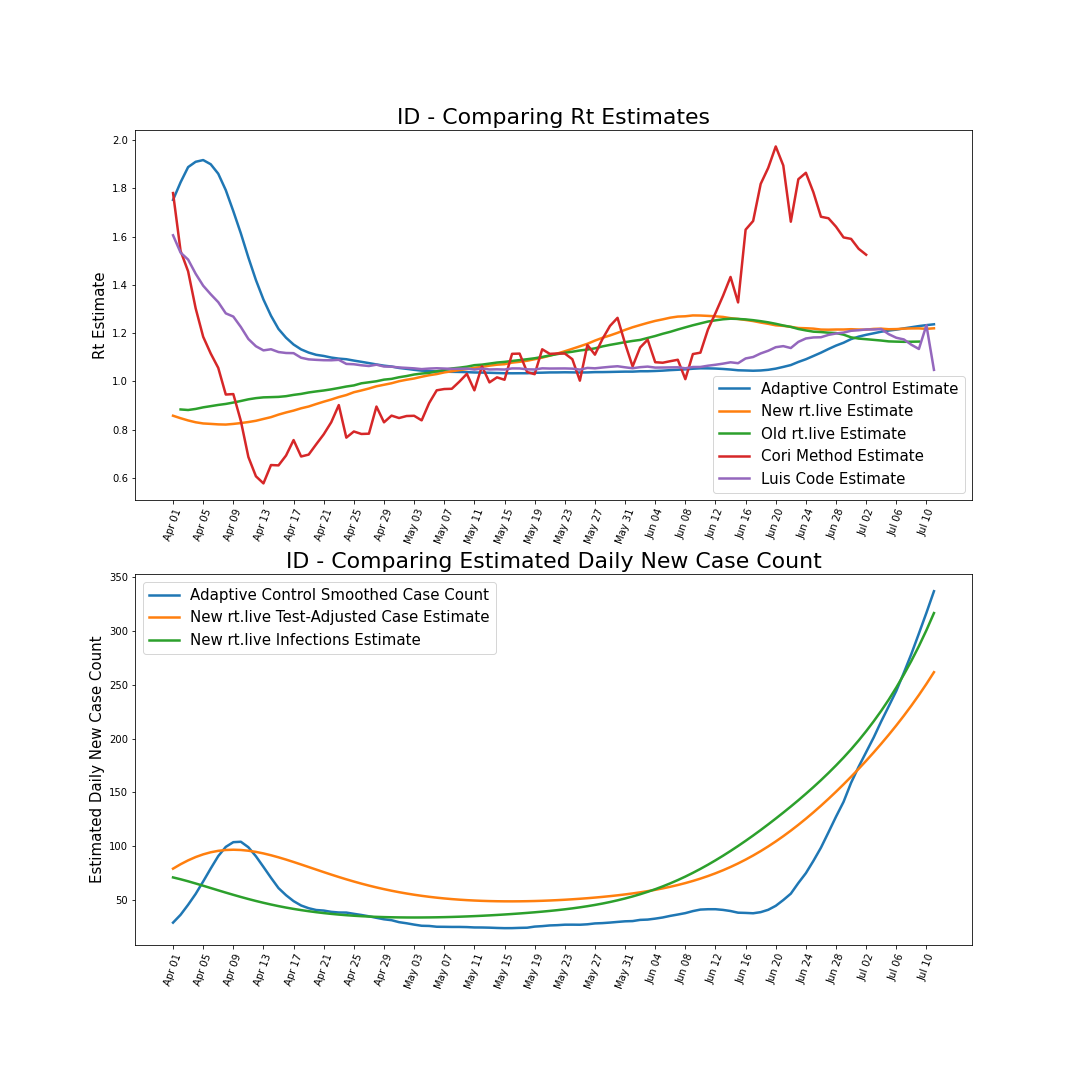 ID - Comparing Rt Estimates
Rt Estimate
2.0
1.8
1.6
1.4
1.2
1.0
0.8
0.6
Adaptive Control Estimate
New rt.live Estimate
Old rt.live Estimate
Cori Method Estimate
Luis Code Estimate
Apr 01 Apr 05 Apr 09 Apr 13 Apr 17 Apr 21 Apr 25 Apr 29 May 03 May 07 May 11 May 15 May 19 May 23 May 27 May 31 Jun 04 Jun 08 Jun 12 Jun 16 Jun 20 Jun 24 Jun 28 Jul 02 Jul 06 Jul 10
ID - Comparing Estimated Daily New Case Count
Estimated Daily New Case Count
350
300
250
200
150
100
50
Adaptive Control Smoothed Case Count
New rt.live Test-Adjusted Case Estimate
New rt.live Infections Estimate
Apr 01 Apr 05 Apr 09 Apr 13 Apr 17 Apr 21 Apr 25 Apr 29 May 03 May 07 May 11 May 15 May 19 May 23 May 27 May 31 Jun 04 Jun 08 Jun 12 Jun 16 Jun 20 Jun 24 Jun 28 Jul 02 Jul 06 Jul 10